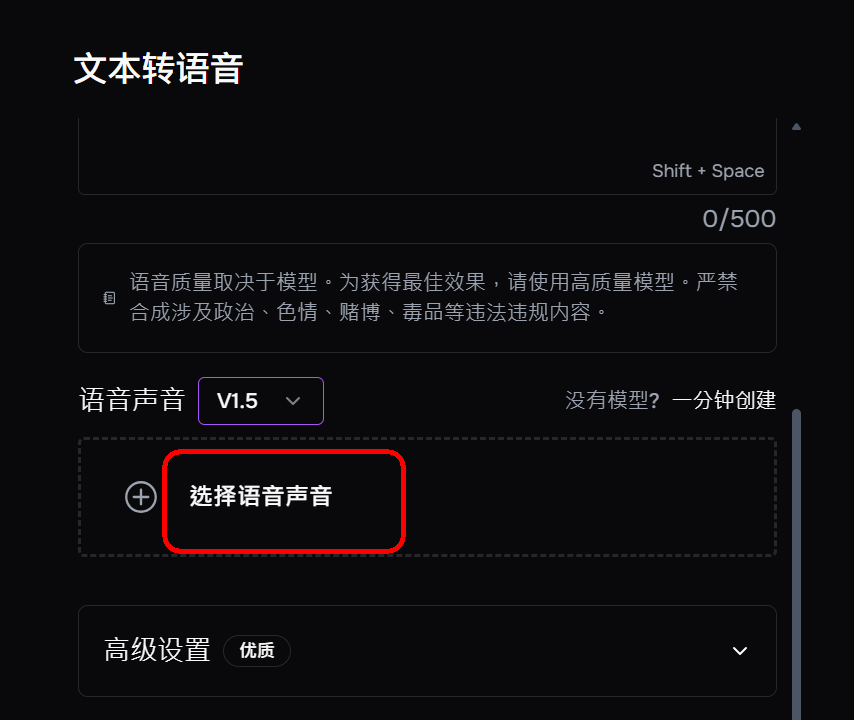 文本转语音
Shift + Space
0/500
语音质量取决于模型。为获得最佳效果，请使用高质量模型。严禁
合成涉及政治、色情、赌博、毒品等违法违规内容。
语音声音 V1.5 没有模型? 一分钟创建
选择语音声音
高级设置 优质